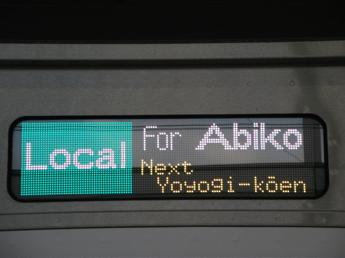 Local
For Abiko
Next
Yoyogi-kōen